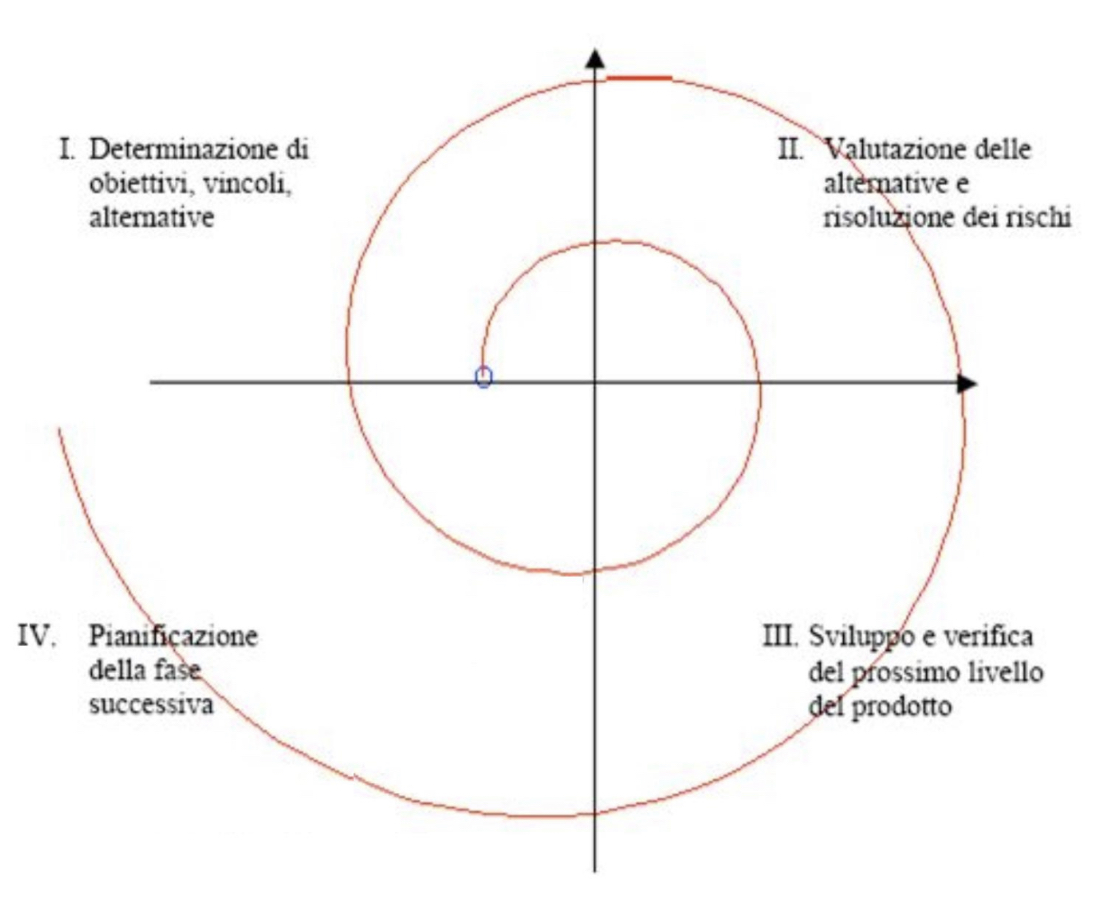 I. Determinazione di
obiettivi, vincoli,
alternative
II. Valutazione delle
alternative e
risoluzione dei rischi
IV. Pianificazione
della fase
successiva
III. Sviluppo e verifica
del prossimo livello
del prodotto